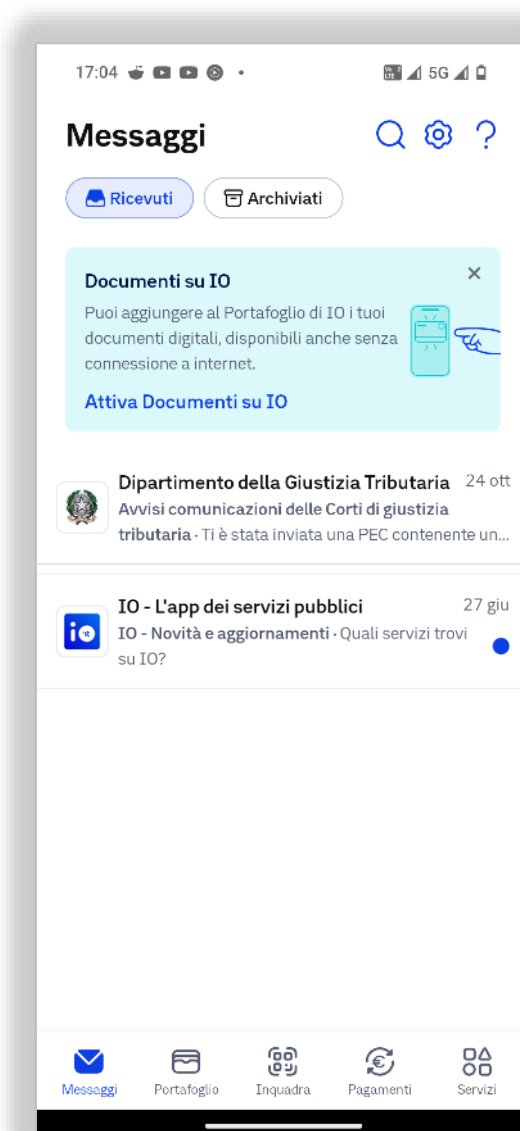 17:04
5G
Messaggi
Ricevuti
Archiviati
Documenti su IO
Puoi aggiungere al Portafoglio di IO i tuoi
documenti digitali, disponibili anche senza
connessione a internet.
Attiva Documenti su IO
Dipartimento della Giustizia Tributaria 24 ott
Avvisi comunicazioni delle Corti di giustizia
tributaria · Ti è stata inviata una PEC contenente un...
IO - L'app dei servizi pubblici 27 giu
IO - Novità e aggiornamenti · Quali servizi trovi
su IO?
io
Messaggi Portafoglio Inquadra Pagamenti Servizi